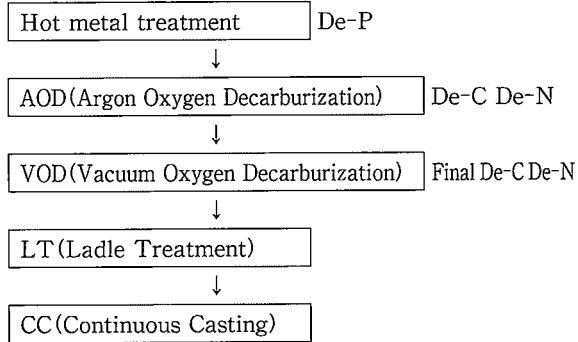 Hot metal treatment De-P
↓
AOD(Argon Oxygen Decarburization) De-C De-N
↓
VOD(Vacuum Oxygen Decarburization) Final De-C De-N
↓
LT(Ladle Treatment)
↓
CC(Continuous Casting)